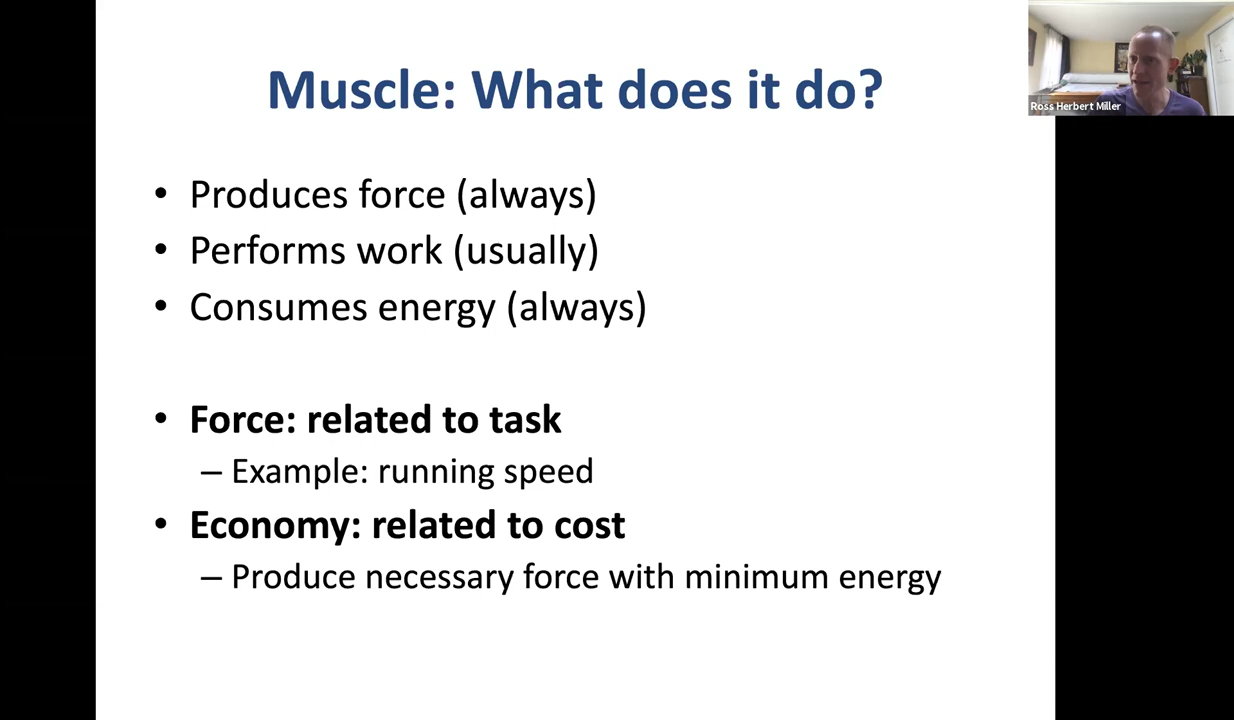 Muscle: What does it do?
Ross Herbert Miller
• Produces force (always)
• Performs work (usually)
• Consumes energy (always)
• Force: related to task
– Example: running speed
• Economy: related to cost
– Produce necessary force with minimum energy